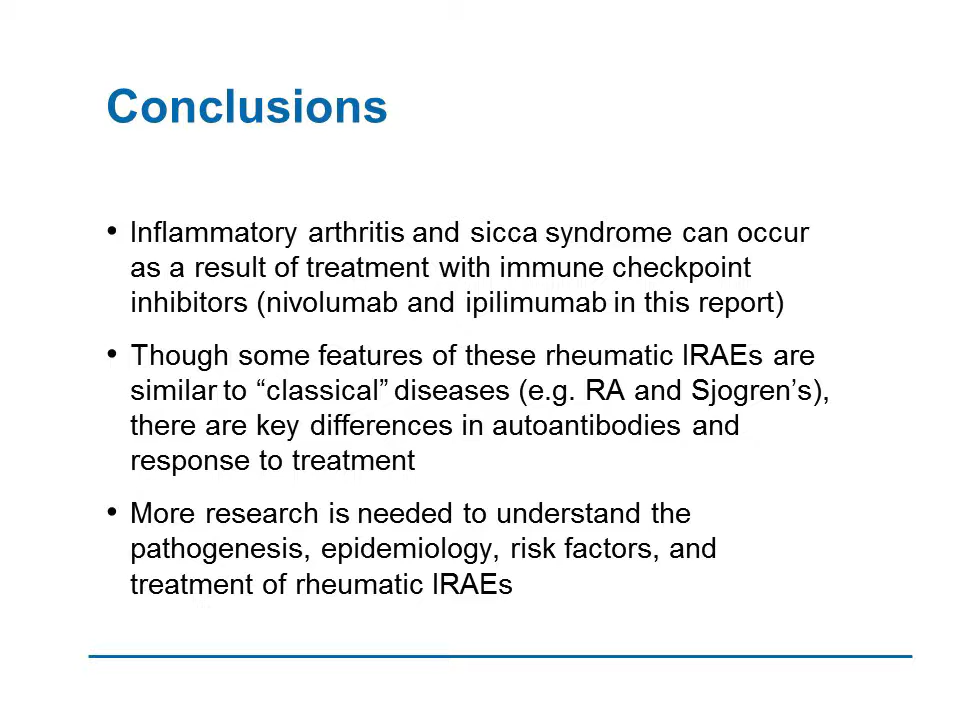 Conclusions
• Inflammatory arthritis and sicca syndrome can occur
as a result of treatment with immune checkpoint
inhibitors (nivolumab and ipilimumab in this report)
• Though some features of these rheumatic IRAEs are
similar to “classical” diseases (e.g. RA and Sjogren’s),
there are key differences in autoantibodies and
response to treatment
• More research is needed to understand the
pathogenesis, epidemiology, risk factors, and
treatment of rheumatic IRAEs